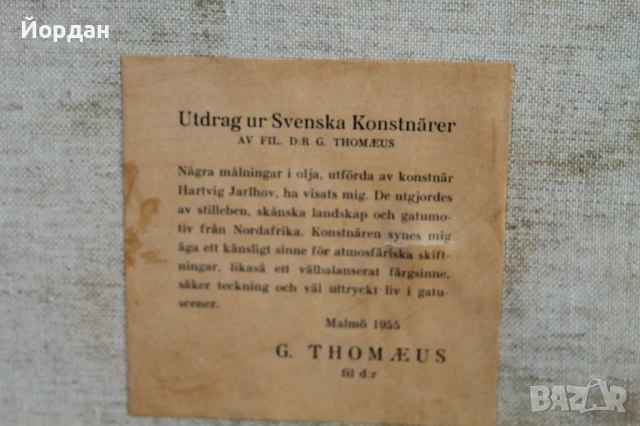 Йордан
Utdrag ur Svenska Konstnärer
AV FIL. D:R G. THOMÆUS
Några målningar i olja, utförda av konstnär
Hartvig Jarlhov, ha visats mig. De utgjordes
av stilleben, skånska landskap och gatumo-
tiv från Nordafrika. Konstnären synes mig
äga ett känsligt sinne för atmosfäriska skift-
ningar, likaså ett välbalanserat färgsinne,
säker teckning och väl uttryckt liv i gatu-
scener.
Malmö 1955
G. THOMÆUS
fil d:r
BAZAR